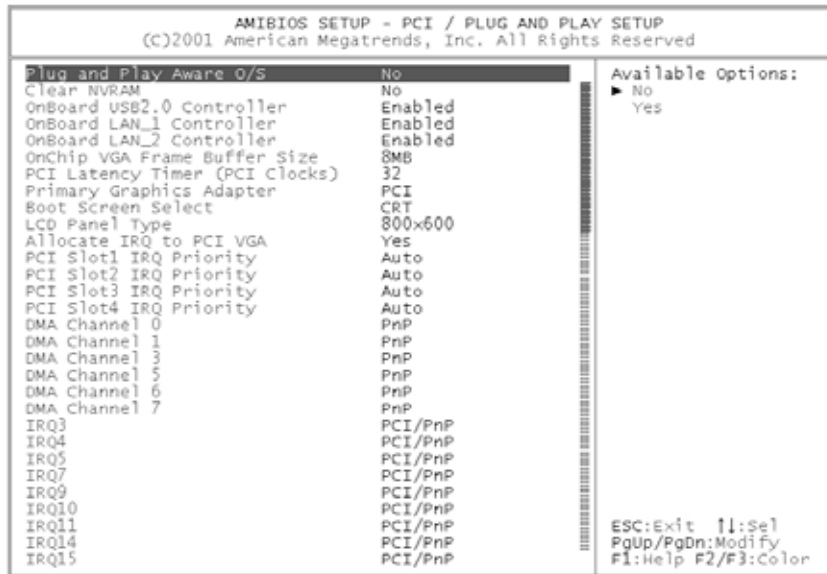 AMIBIOS SETUP - PCI / PLUG AND PLAY SETUP
(C)2001 American Megatrends, Inc. All Rights Reserved
Plug and Play Aware O/S No
Clear NVRAM No
OnBoard USB2.0 Controller Enabled
OnBoard LAN_1 Controller Enabled
OnBoard LAN_2 Controller Enabled
OnChip VGA Frame Buffer Size 8MB
PCI Latency Timer (PCI Clocks) 32
Primary Graphics Adapter PCI
Boot Screen Select CRT
LCD Panel Type 800x600
Allocate IRQ to PCI VGA Yes
PCI Slot1 IRQ Priority Auto
PCI Slot2 IRQ Priority Auto
PCI Slot3 IRQ Priority Auto
PCI Slot4 IRQ Priority Auto
DMA Channel 0 PnP
DMA Channel 1 PnP
DMA Channel 3 PnP
DMA Channel 5 PnP
DMA Channel 6 PnP
DMA Channel 7 PnP
IRQ3 PCI/PnP
IRQ4 PCI/PnP
IRQ5 PCI/PnP
IRQ7 PCI/PnP
IRQ9 PCI/PnP
IRQ10 PCI/PnP
IRQ11 PCI/PnP
IRQ14 PCI/PnP
IRQ15 PCI/PnP
Available Options:
► No
Yes
ESC:Exit ↑↓:Sel
PgUp/PgDn:Modify
F1:Help F2/F3:Color